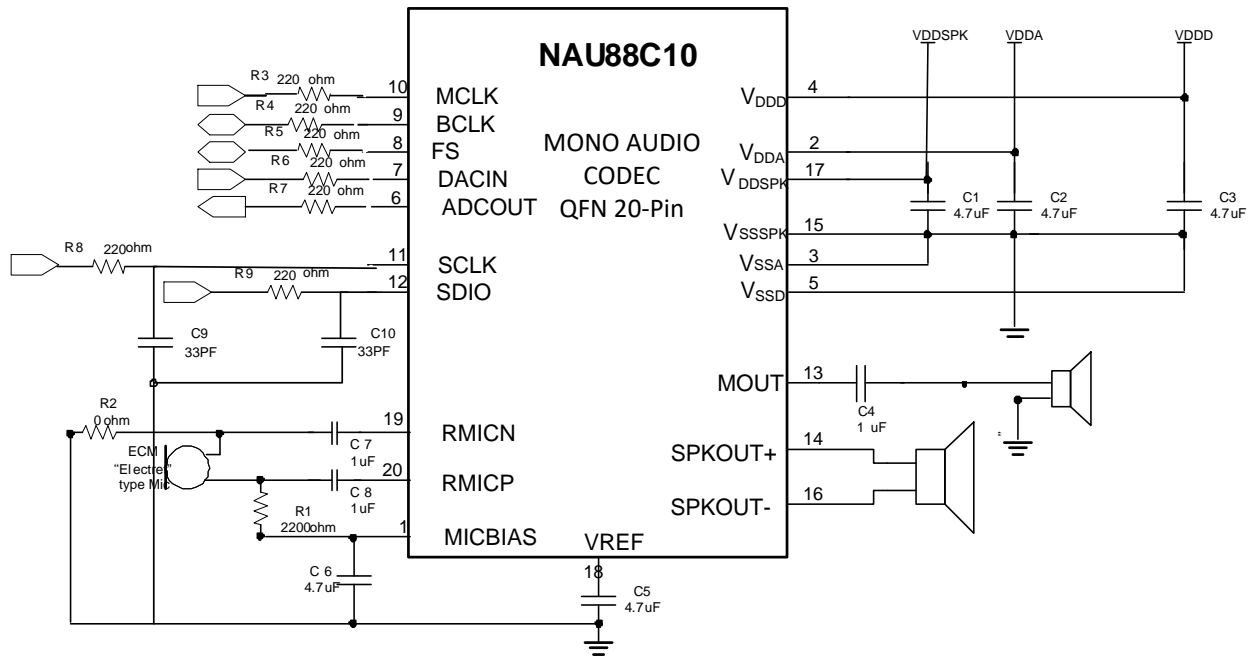 NAU88C10
MONO AUDIO
CODEC
QFN 20-Pin
R3 220 ohm
10 MCLK
R4 220 ohm
9 BCLK
R5 220 ohm
8 FS
R6 220 ohm
7 DACIN
R7 220 ohm
6 ADCOUT
R8 220ohm
11 SCLK
R9 220 ohm
12 SDIO
C9
33PF
C10
33PF
R2
0 ohm
19 RMICN
C 7
1uF
ECM
"Electret"
type Mic
20 RMICP
C 8
1uF
R1
2200ohm
1 MICBIAS
C 6
4.7uF
VREF
18
C5
4.7uF
VDDSPK VDDA VDDD
VDDD 4
VDDA 2
VDDSPK 17
C1
4.7uF
C2
4.7uF
C3
4.7uF
VSSSPK 15
VSSA 3
VSSD 5
MOUT 13
C4
1 uF
SPKOUT+ 14
SPKOUT- 16